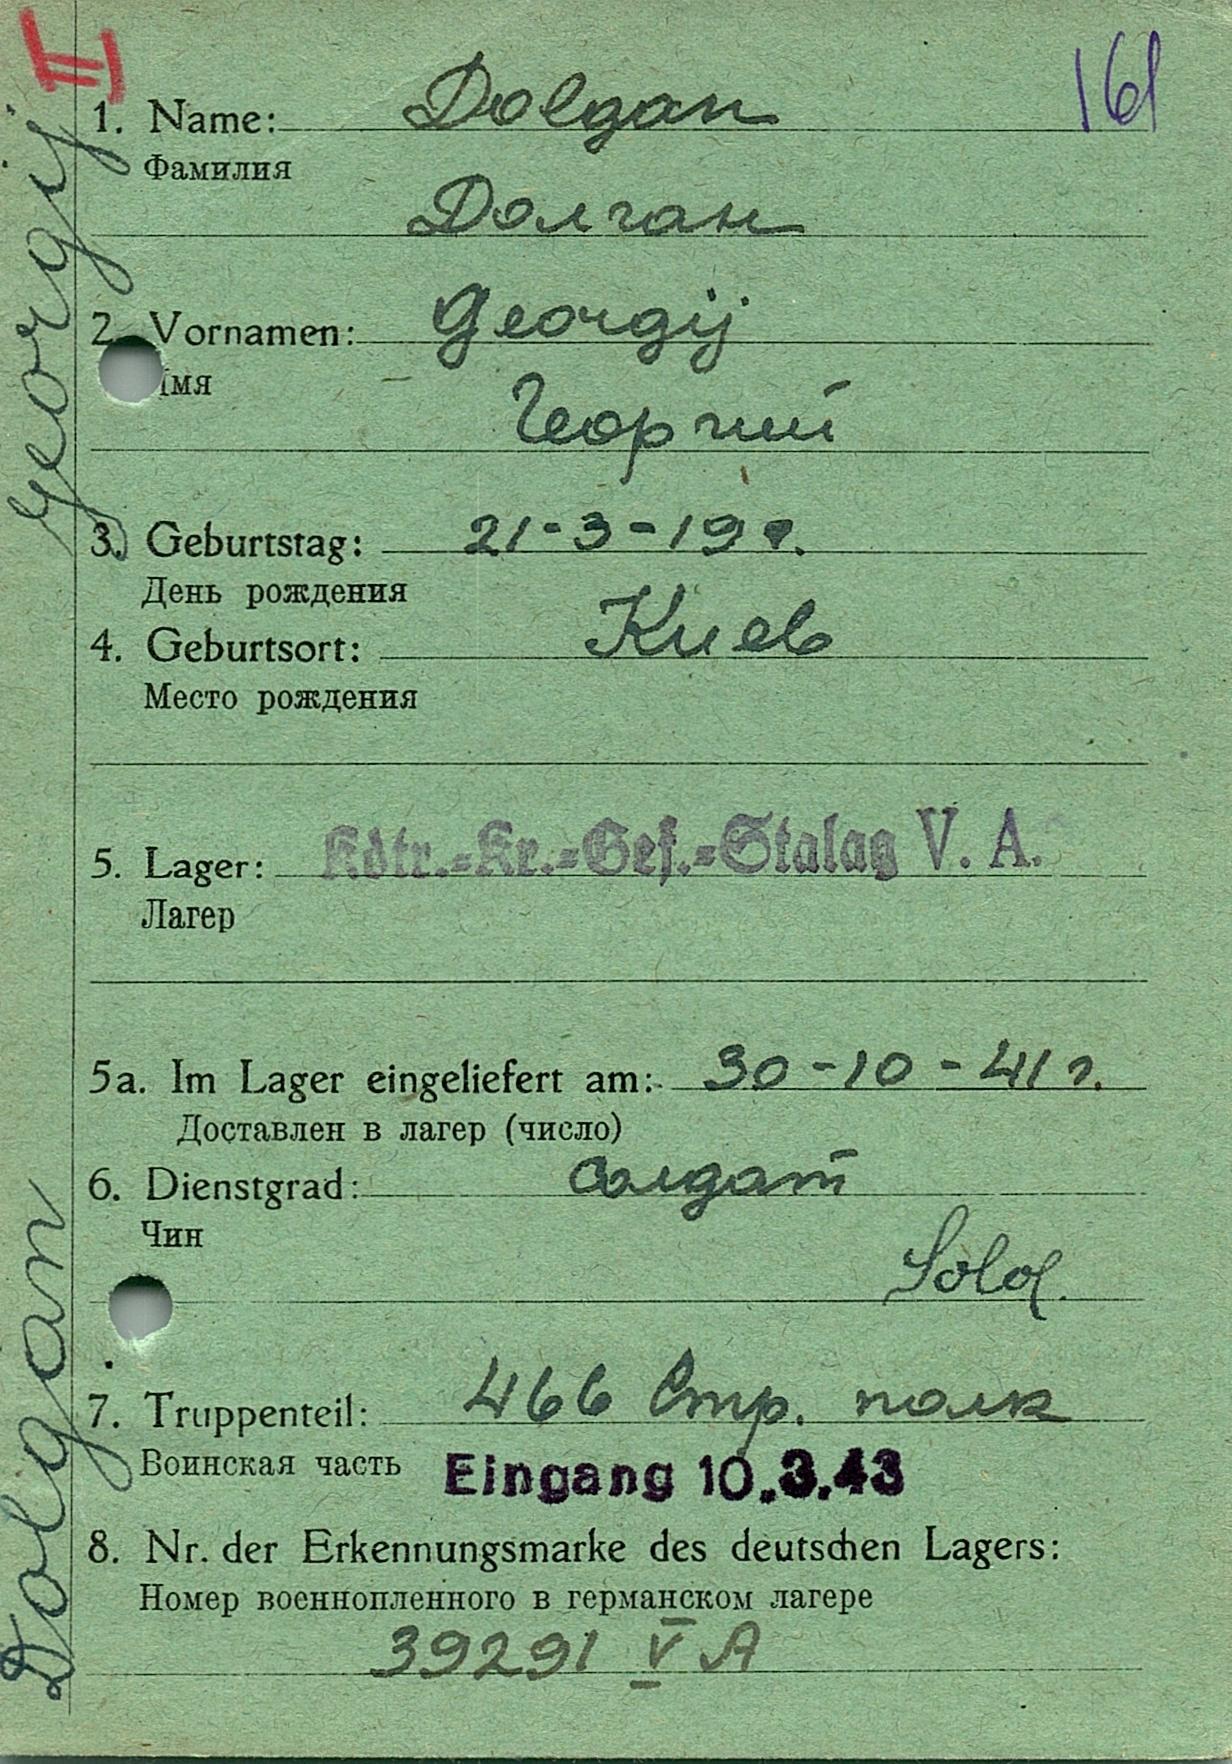 161
1. Name: Dolgan
Фамилия
Долган
2. Vornamen: Georgij
Имя
Георгий
3. Geburtstag: 21-3-19
День рождения
4. Geburtsort: Киев
Место рождения
5. Lager: Kdtr.-Kr.-Gef.-Stalag V. A.
Лагер
5a. Im Lager eingeliefert am: 30-10-41 г.
Доставлен в лагер (число)
6. Dienstgrad: Солдат
Чин
Sold.
7. Truppenteil: 466 Стр. полк
Воинская часть Eingang 10.3.43
8. Nr. der Erkennungsmarke des deutschen Lagers:
Номер военнопленного в германском лагере
39291 V A
Dolgan Georgij